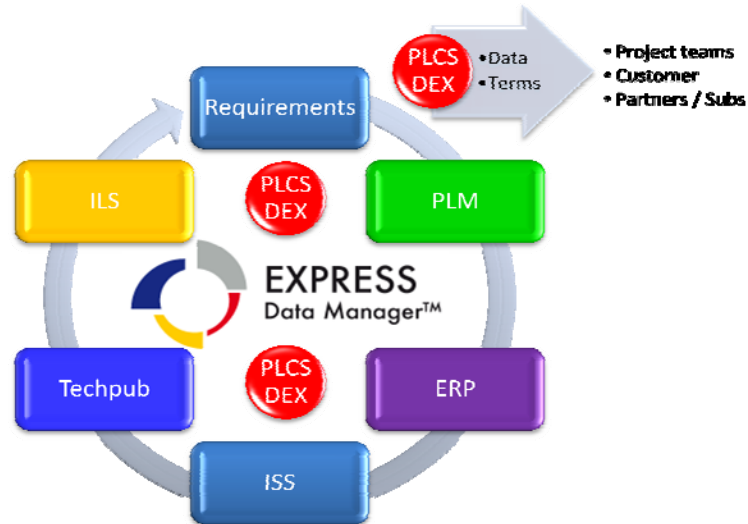 PLCS
DEX
•Data
•Terms
• Project teams
• Customer
• Partners / Subs
Requirements
PLCS
DEX
ILS
PLM
EXPRESS
Data Manager™
Techpub
PLCS
DEX
ERP
ISS